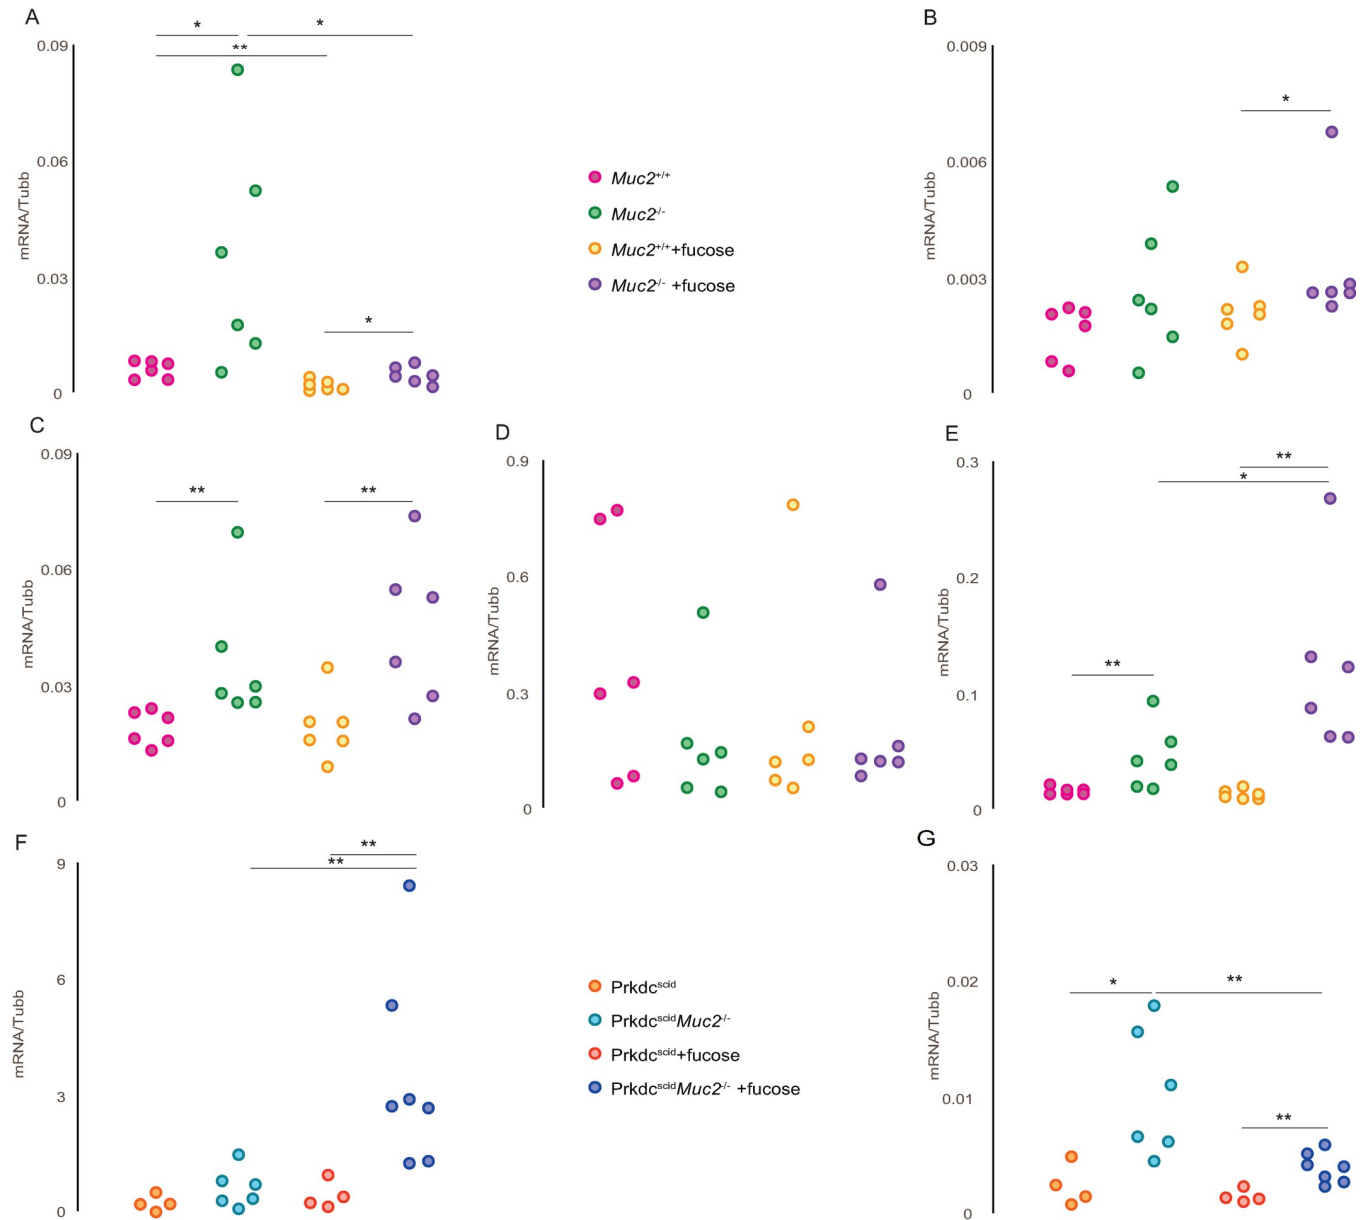 A
*
*
**
0.09
0.06
0.03
0
mRNA/Tubb
*
Muc2+/+
Muc2-/-
Muc2+/++fucose
Muc2-/- +fucose
B
0.009
0.006
0.003
0
mRNA/Tubb
*
C
0.09
0.06
0.03
0
mRNA/Tubb
**
**
D
0.9
0.6
0.3
0
mRNA/Tubb
E
0.3
0.2
0.1
0
mRNA/Tubb
**
*
**
F
9
6
3
0
mRNA/Tubb
**
**
Prkdcscid
PrkdcscidMuc2-/-
Prkdcscid+fucose
PrkdcscidMuc2-/- +fucose
G
0.03
0.02
0.01
0
mRNA/Tubb
*
**
**